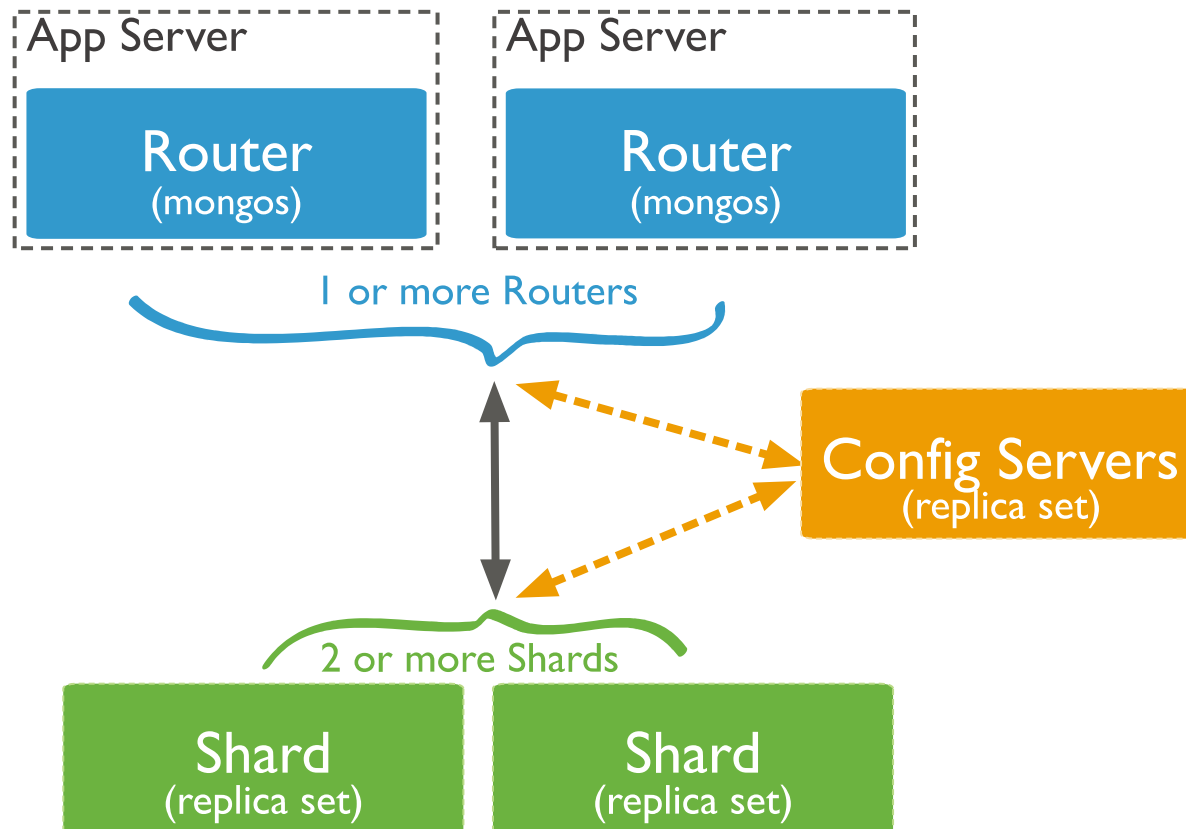 App Server
App Server
Router
(mongos)
Router
(mongos)
1 or more Routers
Config Servers
(replica set)
2 or more Shards
Shard
(replica set)
Shard
(replica set)